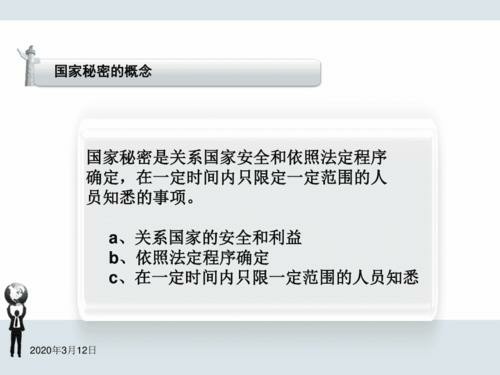 国家秘密的概念
国家秘密是关系国家安全和依照法定程序
确定，在一定时间内只限定一定范围的人
员知悉的事项。
a、关系国家的安全和利益
b、依照法定程序确定
c、在一定时间内只限一定范围的人员知悉
2020年3月12日